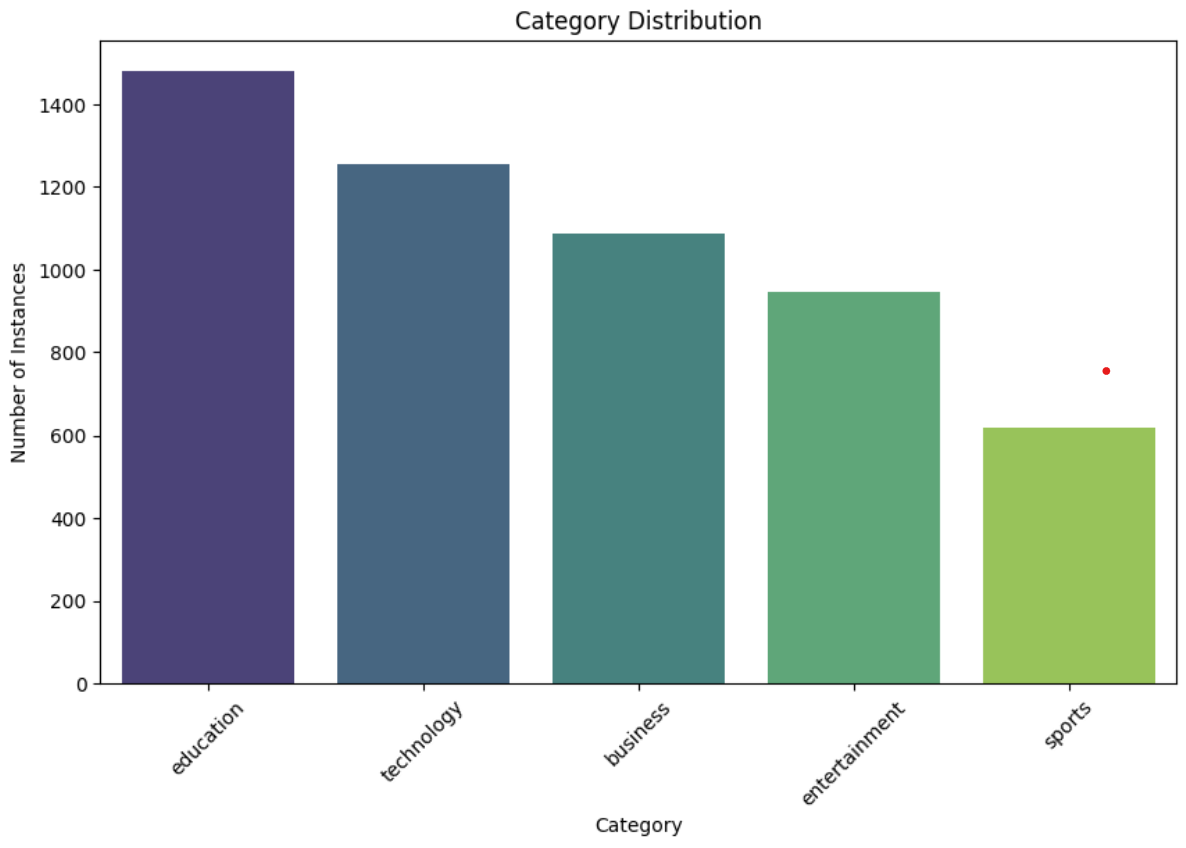 Category Distribution
Number of Instances
1400
1200
1000
800
600
400
200
0
education
technology
business
entertainment
sports
Category